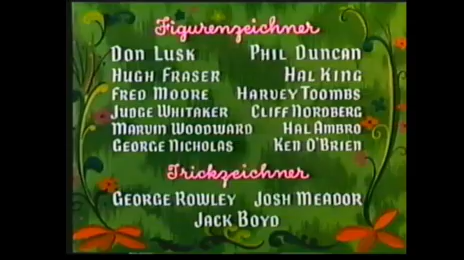 Figurenzeichner
DON LUSK PHIL DUNCAN
HUGH FRASER HAL KING
FRED MOORE HARVEY TOOMBS
JUDGE WHITAKER CLIFF NORDBERG
MARVIN WOODWARD HAL AMBRO
GEORGE NICHOLAS KEN O'BRIEN
Trickzeichner
GEORGE ROWLEY JOSH MEADOR
JACK BOYD